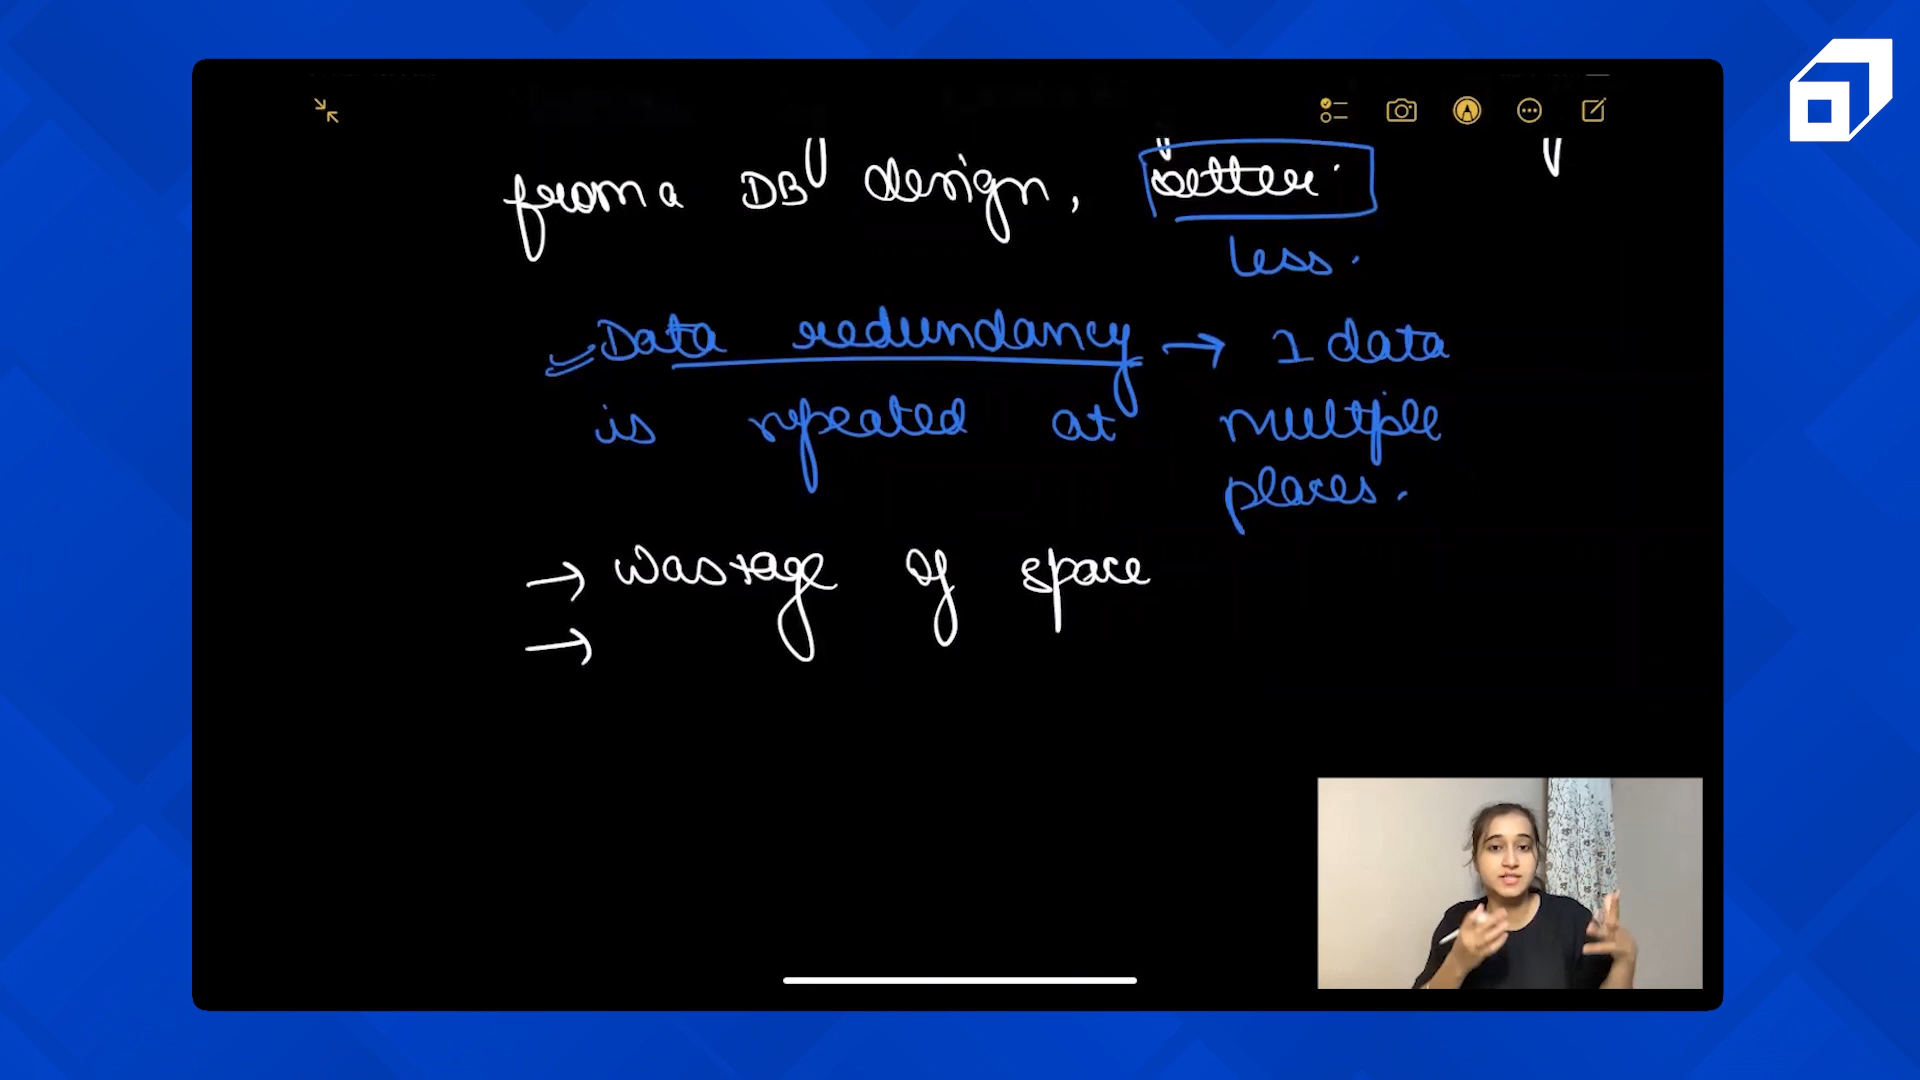 from a DB design, better.
less.
Data redundancy → 1 data
is repeated at multiple
places.
→ Wastage of space
→